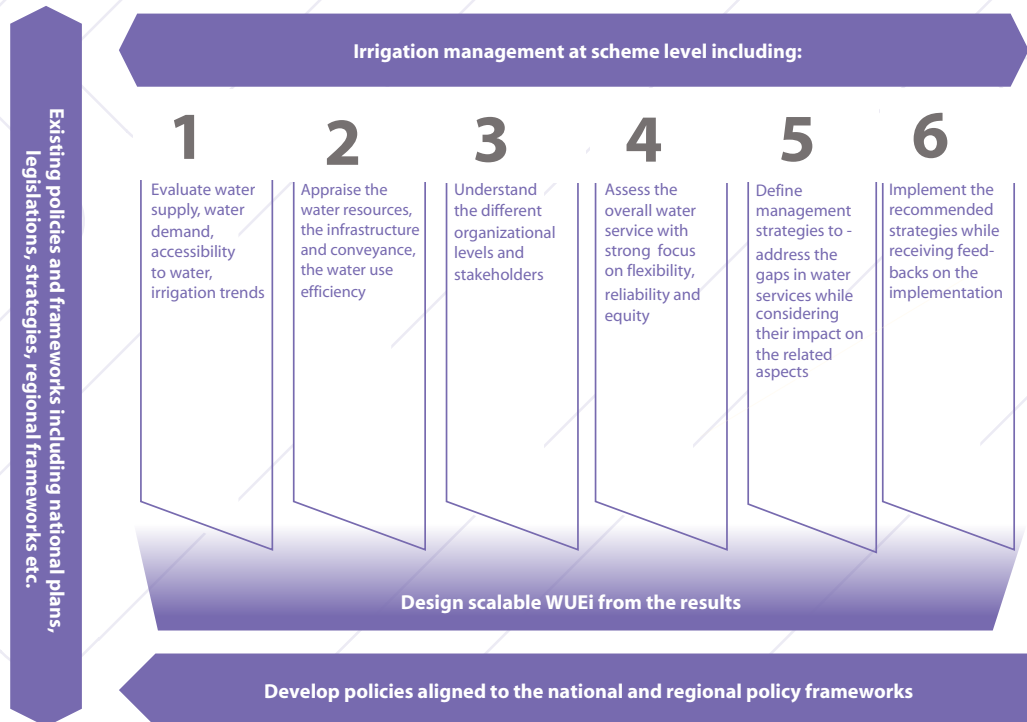 Existing policies and frameworks including national plans,
legislations, strategies, regional frameworks etc.
Irrigation management at scheme level including:
1
Evaluate water
supply, water
demand,
accessibility
to water,
irrigation trends
2
Appraise the
water resources,
the infrastructure
and conveyance,
the water use
efficiency
3
Understand
the different
organizational
levels and
stakeholders
4
Assess the
overall water
service with
strong focus
on flexibility,
reliability and
equity
5
Define
management
strategies to -
address the
gaps in water
services while
considering
their impact on
the related
aspects
6
Implement the
recommended
strategies while
receiving feed-
backs on the
implementation
Design scalable WUEi from the results
Develop policies aligned to the national and regional policy frameworks